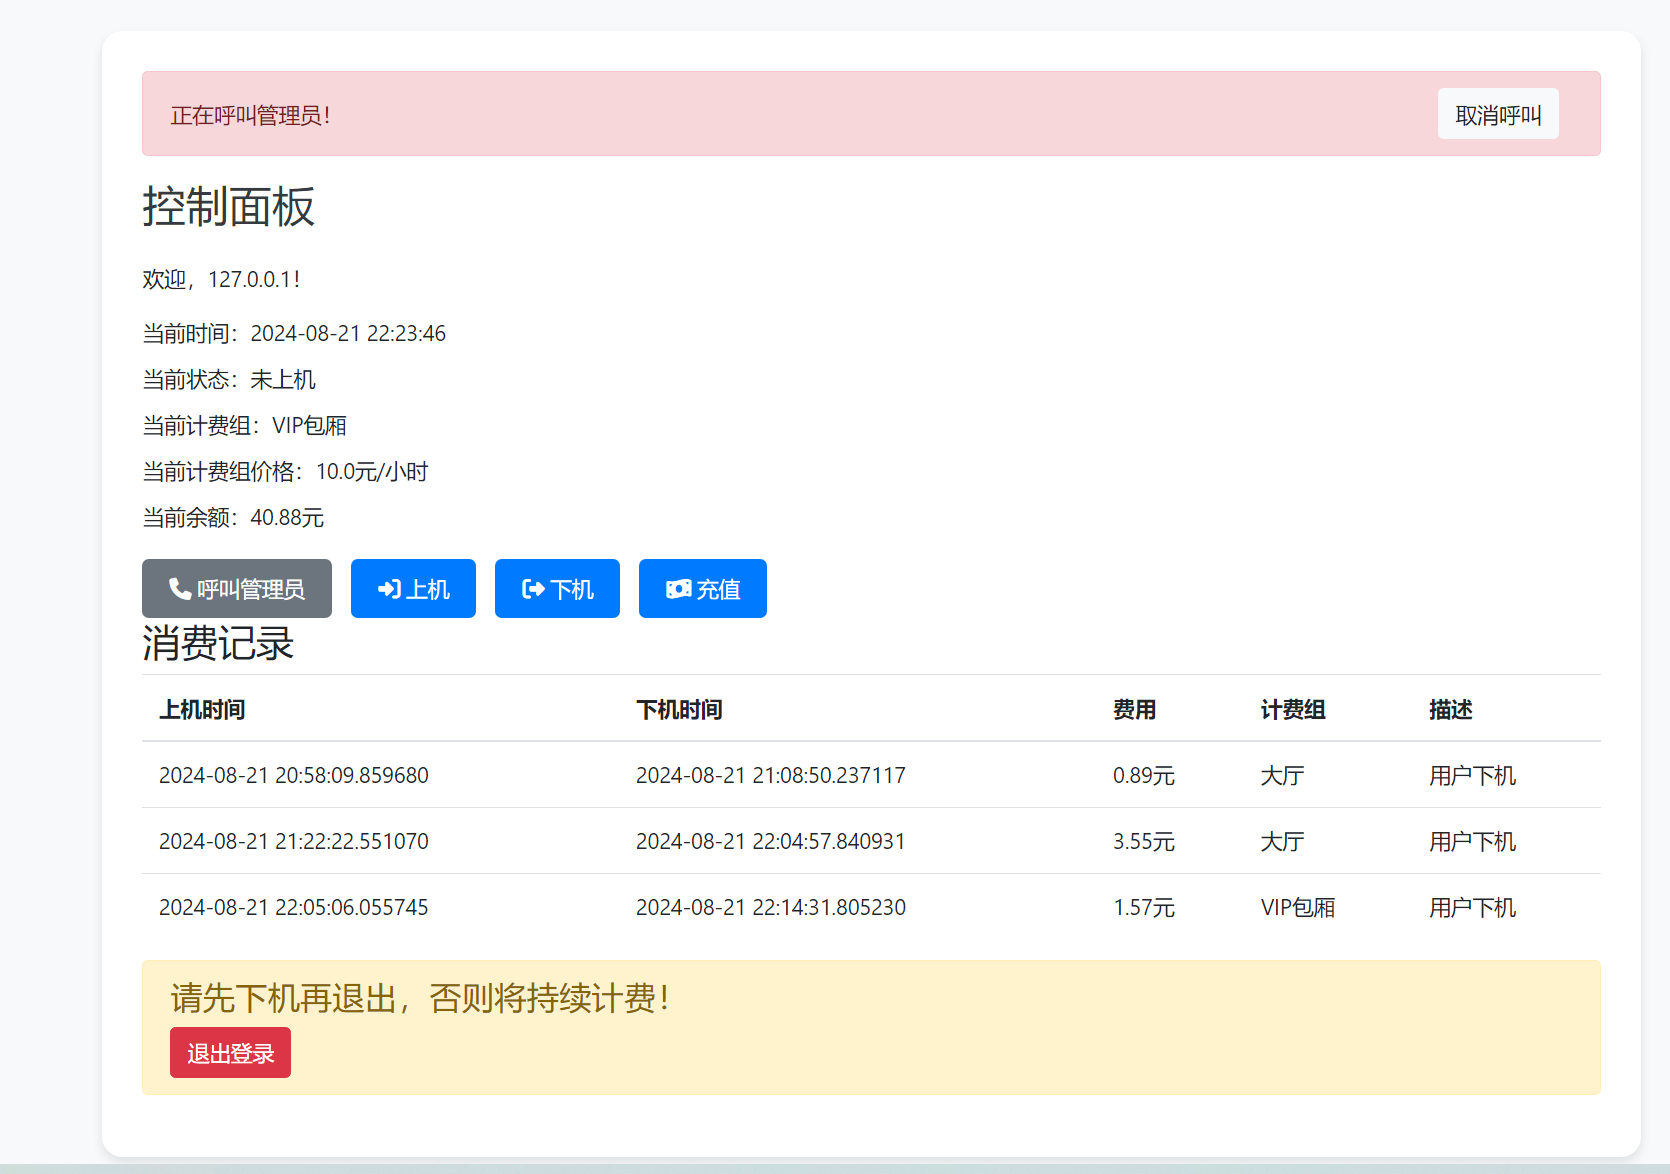 正在呼叫管理员！ 取消呼叫
控制面板
欢迎，127.0.0.1！
当前时间：2024-08-21 22:23:46
当前状态：未上机
当前计费组：VIP包厢
当前计费组价格：10.0元/小时
当前余额：40.88元
呼叫管理员 上机 下机 充值
消费记录
上机时间 下机时间 费用 计费组 描述
2024-08-21 20:58:09.859680 2024-08-21 21:08:50.237117 0.89元 大厅 用户下机
2024-08-21 21:22:22.551070 2024-08-21 22:04:57.840931 3.55元 大厅 用户下机
2024-08-21 22:05:06.055745 2024-08-21 22:14:31.805230 1.57元 VIP包厢 用户下机
请先下机再退出，否则将持续计费！
退出登录